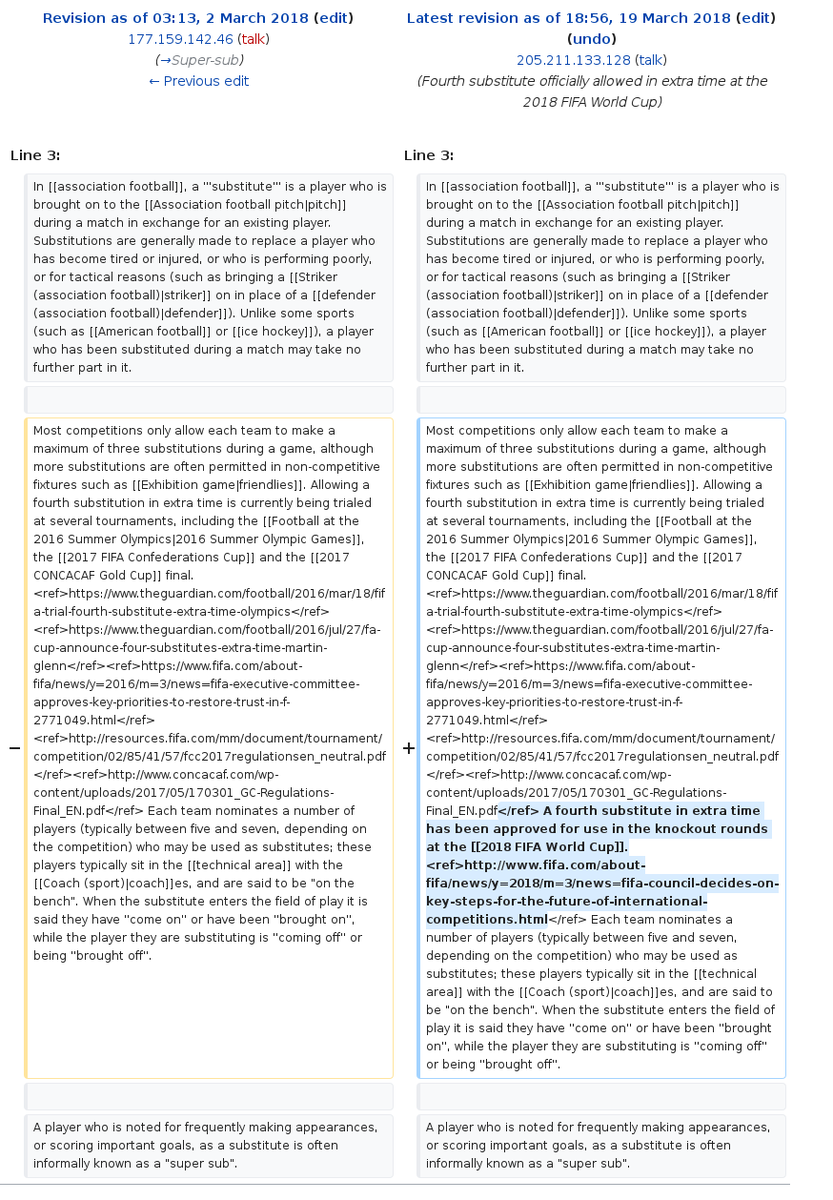 Revision as of 03:13, 2 March 2018 (edit)
177.159.142.46 (talk)
(→Super-sub)
← Previous edit
Latest revision as of 18:56, 19 March 2018 (edit)
(undo)
205.211.133.128 (talk)
(Fourth substitute officially allowed in extra time at the
2018 FIFA World Cup)
Line 3:
In [[association football]], a '''substitute''' is a player who is
brought on to the [[Association football pitch|pitch]]
during a match in exchange for an existing player.
Substitutions are generally made to replace a player who
has become tired or injured, or who is performing poorly,
or for tactical reasons (such as bringing a [[Striker
(association football)|striker]] on in place of a [[defender
(association football)|defender]]). Unlike some sports
(such as [[American football]] or [[ice hockey]]), a player
who has been substituted during a match may take no
further part in it.
−
Most competitions only allow each team to make a
maximum of three substitutions during a game, although
more substitutions are often permitted in non-competitive
fixtures such as [[Exhibition game|friendlies]]. Allowing a
fourth substitution in extra time is currently being trialed
at several tournaments, including the [[Football at the
2016 Summer Olympics|2016 Summer Olympic Games]],
the [[2017 FIFA Confederations Cup]] and the [[2017
CONCACAF Gold Cup]] final.
<ref>https://www.theguardian.com/football/2016/mar/18/fif
a-trial-fourth-substitute-extra-time-olympics</ref>
<ref>https://www.theguardian.com/football/2016/jul/27/fa-
cup-announce-four-substitutes-extra-time-martin-
glenn</ref><ref>https://www.fifa.com/about-
fifa/news/y=2016/m=3/news=fifa-executive-committee-
approves-key-priorities-to-restore-trust-in-f-
2771049.html</ref>
<ref>http://resources.fifa.com/mm/document/tournament/
competition/02/85/41/57/fcc2017regulationsen_neutral.pdf
</ref><ref>http://www.concacaf.com/wp-
content/uploads/2017/05/170301_GC-Regulations-
Final_EN.pdf</ref> Each team nominates a number of
players (typically between five and seven, depending on
the competition) who may be used as substitutes; these
players typically sit in the [[technical area]] with the
[[Coach (sport)|coach]]es, and are said to be "on the
bench". When the substitute enters the field of play it is
said they have "come on" or have been "brought on",
while the player they are substituting is "coming off" or
being "brought off".
A player who is noted for frequently making appearances,
or scoring important goals, as a substitute is often
informally known as a "super sub".
Line 3:
In [[association football]], a '''substitute''' is a player who is
brought on to the [[Association football pitch|pitch]]
during a match in exchange for an existing player.
Substitutions are generally made to replace a player who
has become tired or injured, or who is performing poorly,
or for tactical reasons (such as bringing a [[Striker
(association football)|striker]] on in place of a [[defender
(association football)|defender]]). Unlike some sports
(such as [[American football]] or [[ice hockey]]), a player
who has been substituted during a match may take no
further part in it.
+
Most competitions only allow each team to make a
maximum of three substitutions during a game, although
more substitutions are often permitted in non-competitive
fixtures such as [[Exhibition game|friendlies]]. Allowing a
fourth substitution in extra time is currently being trialed
at several tournaments, including the [[Football at the
2016 Summer Olympics|2016 Summer Olympic Games]],
the [[2017 FIFA Confederations Cup]] and the [[2017
CONCACAF Gold Cup]] final.
<ref>https://www.theguardian.com/football/2016/mar/18/fif
a-trial-fourth-substitute-extra-time-olympics</ref>
<ref>https://www.theguardian.com/football/2016/jul/27/fa-
cup-announce-four-substitutes-extra-time-martin-
glenn</ref><ref>https://www.fifa.com/about-
fifa/news/y=2016/m=3/news=fifa-executive-committee-
approves-key-priorities-to-restore-trust-in-f-
2771049.html</ref>
<ref>http://resources.fifa.com/mm/document/tournament/
competition/02/85/41/57/fcc2017regulationsen_neutral.pdf
</ref><ref>http://www.concacaf.com/wp-
content/uploads/2017/05/170301_GC-Regulations-
Final_EN.pdf</ref> A fourth substitute in extra time
has been approved for use in the knockout rounds
at the [[2018 FIFA World Cup]].
<ref>http://www.fifa.com/about-
fifa/news/y=2018/m=3/news=fifa-council-decides-on-
key-steps-for-the-future-of-international-
competitions.html</ref> Each team nominates a
number of players (typically between five and seven,
depending on the competition) who may be used as
substitutes; these players typically sit in the [[technical
area]] with the [[Coach (sport)|coach]]es, and are said to
be "on the bench". When the substitute enters the field of
play it is said they have "come on" or have been "brought
on", while the player they are substituting is "coming off"
or being "brought off".
A player who is noted for frequently making appearances,
or scoring important goals, as a substitute is often
informally known as a "super sub".